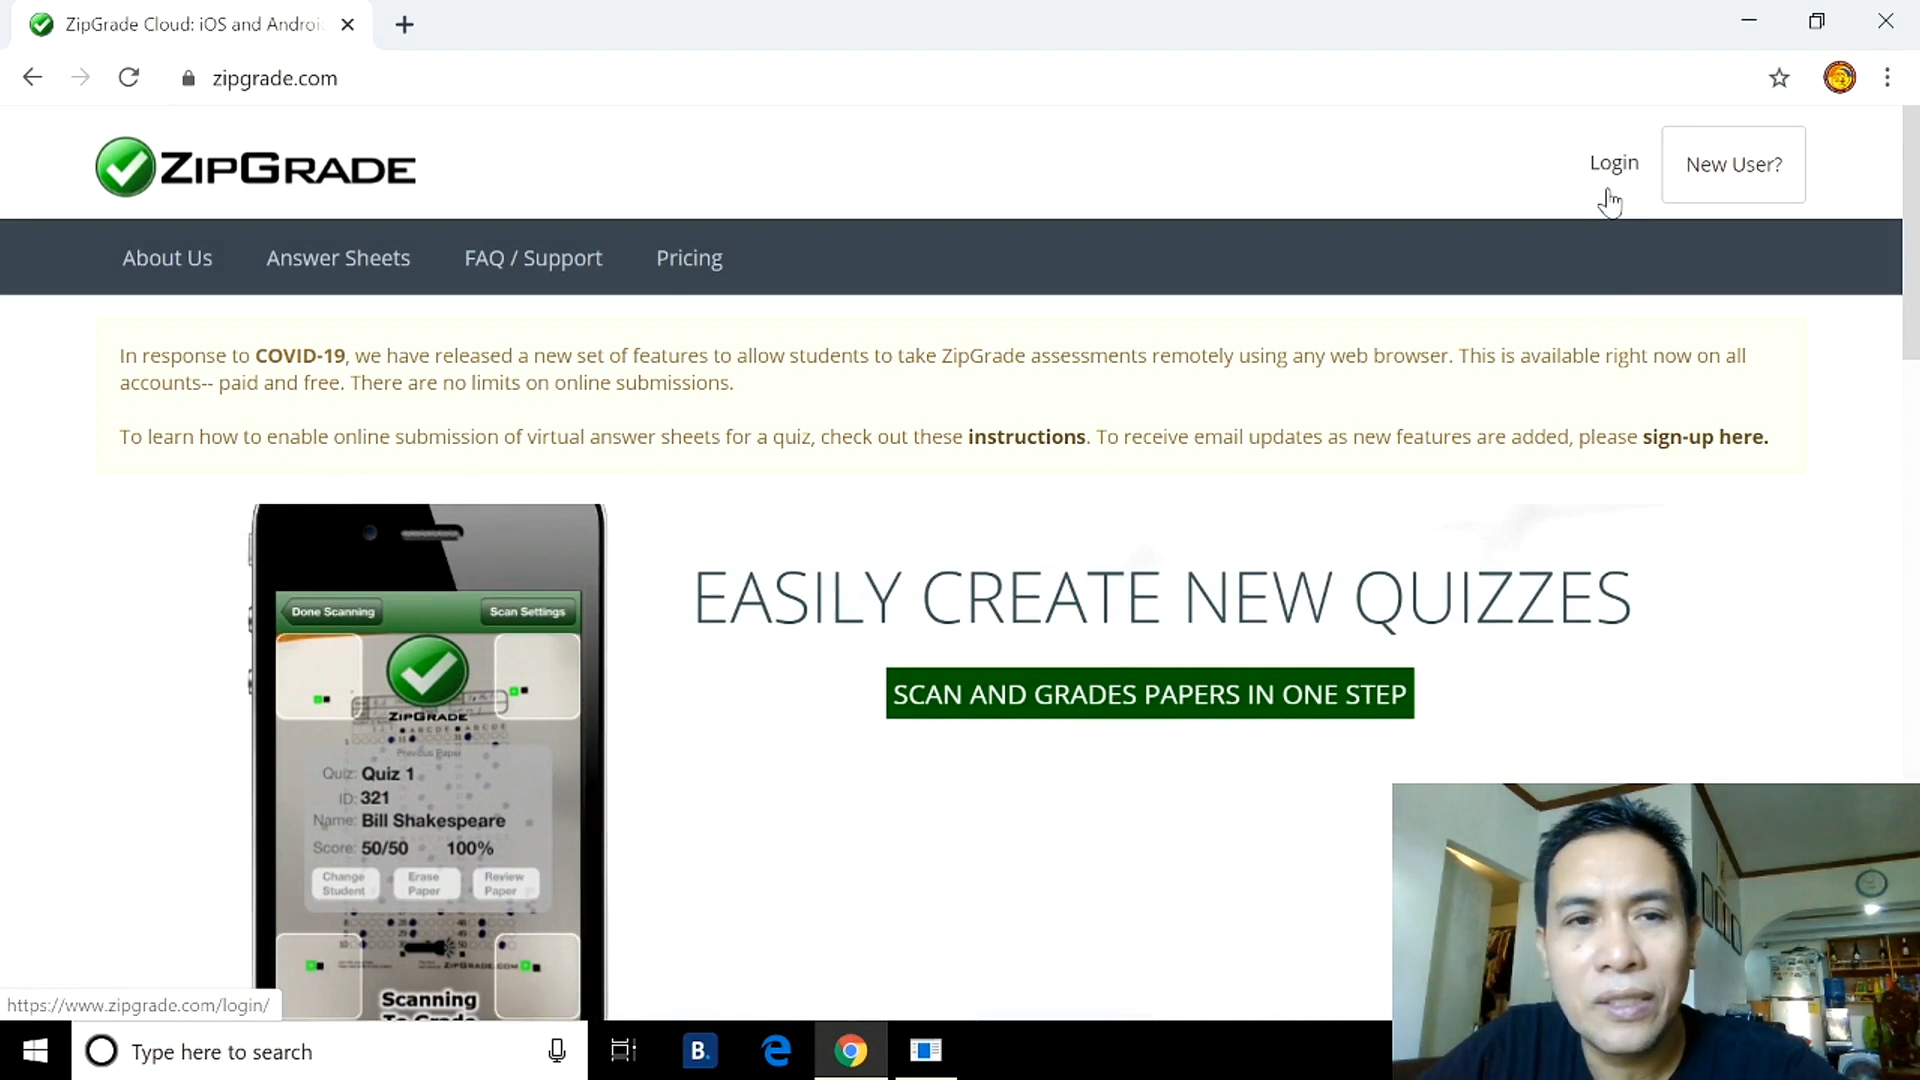 ZipGrade Cloud: iOS and Androi
zipgrade.com
ZIPGRADE
Login
New User?
About Us
Answer Sheets
FAQ / Support
Pricing
In response to COVID-19, we have released a new set of features to allow students to take ZipGrade assessments remotely using any web browser. This is available right now on all
accounts-- paid and free. There are no limits on online submissions.
To learn how to enable online submission of virtual answer sheets for a quiz, check out these instructions. To receive email updates as new features are added, please sign-up here.
EASILY CREATE NEW QUIZZES
SCAN AND GRADES PAPERS IN ONE STEP
Done Scanning
Scan Settings
ZIPGRADE
Previous Paper
Quiz: Quiz 1
ID: 321
Name: Bill Shakespeare
Score: 50/50 100%
Change Student
Erase Paper
Review Paper
ZIPGRADE.COM
Scanning
To Grade
https://www.zipgrade.com/login/
Type here to search
B.